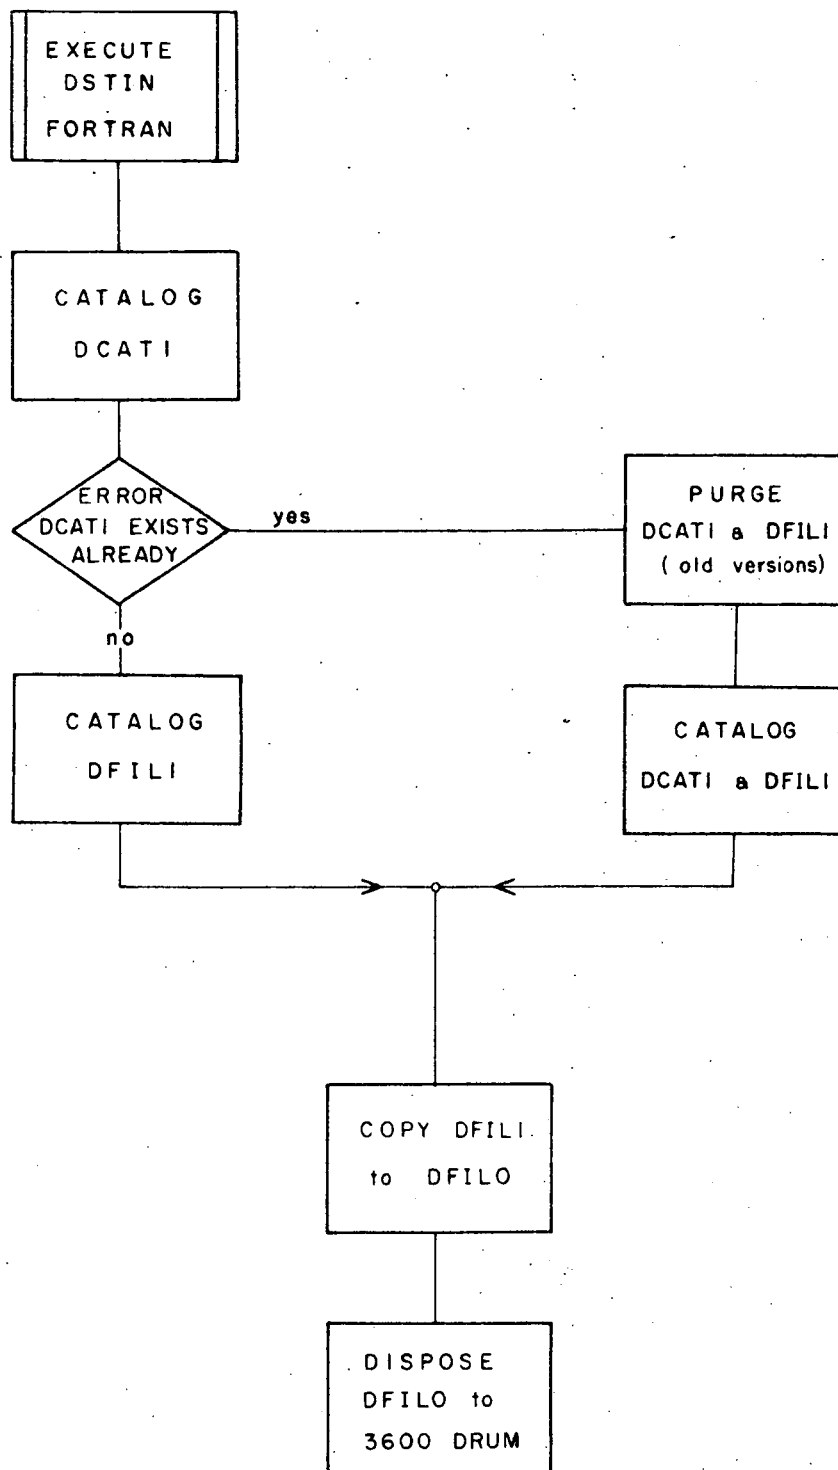 EXECUTE
DSTIN
FORTRAN
CATALOG
DCATI
ERROR
DCATI EXISTS
ALREADY
yes
PURGE
DCATI & DFILI
(old versions)
no
CATALOG
DFILI
CATALOG
DCATI & DFILI
COPY DFILI
to DFILO
DISPOSE
DFILO to
3600 DRUM